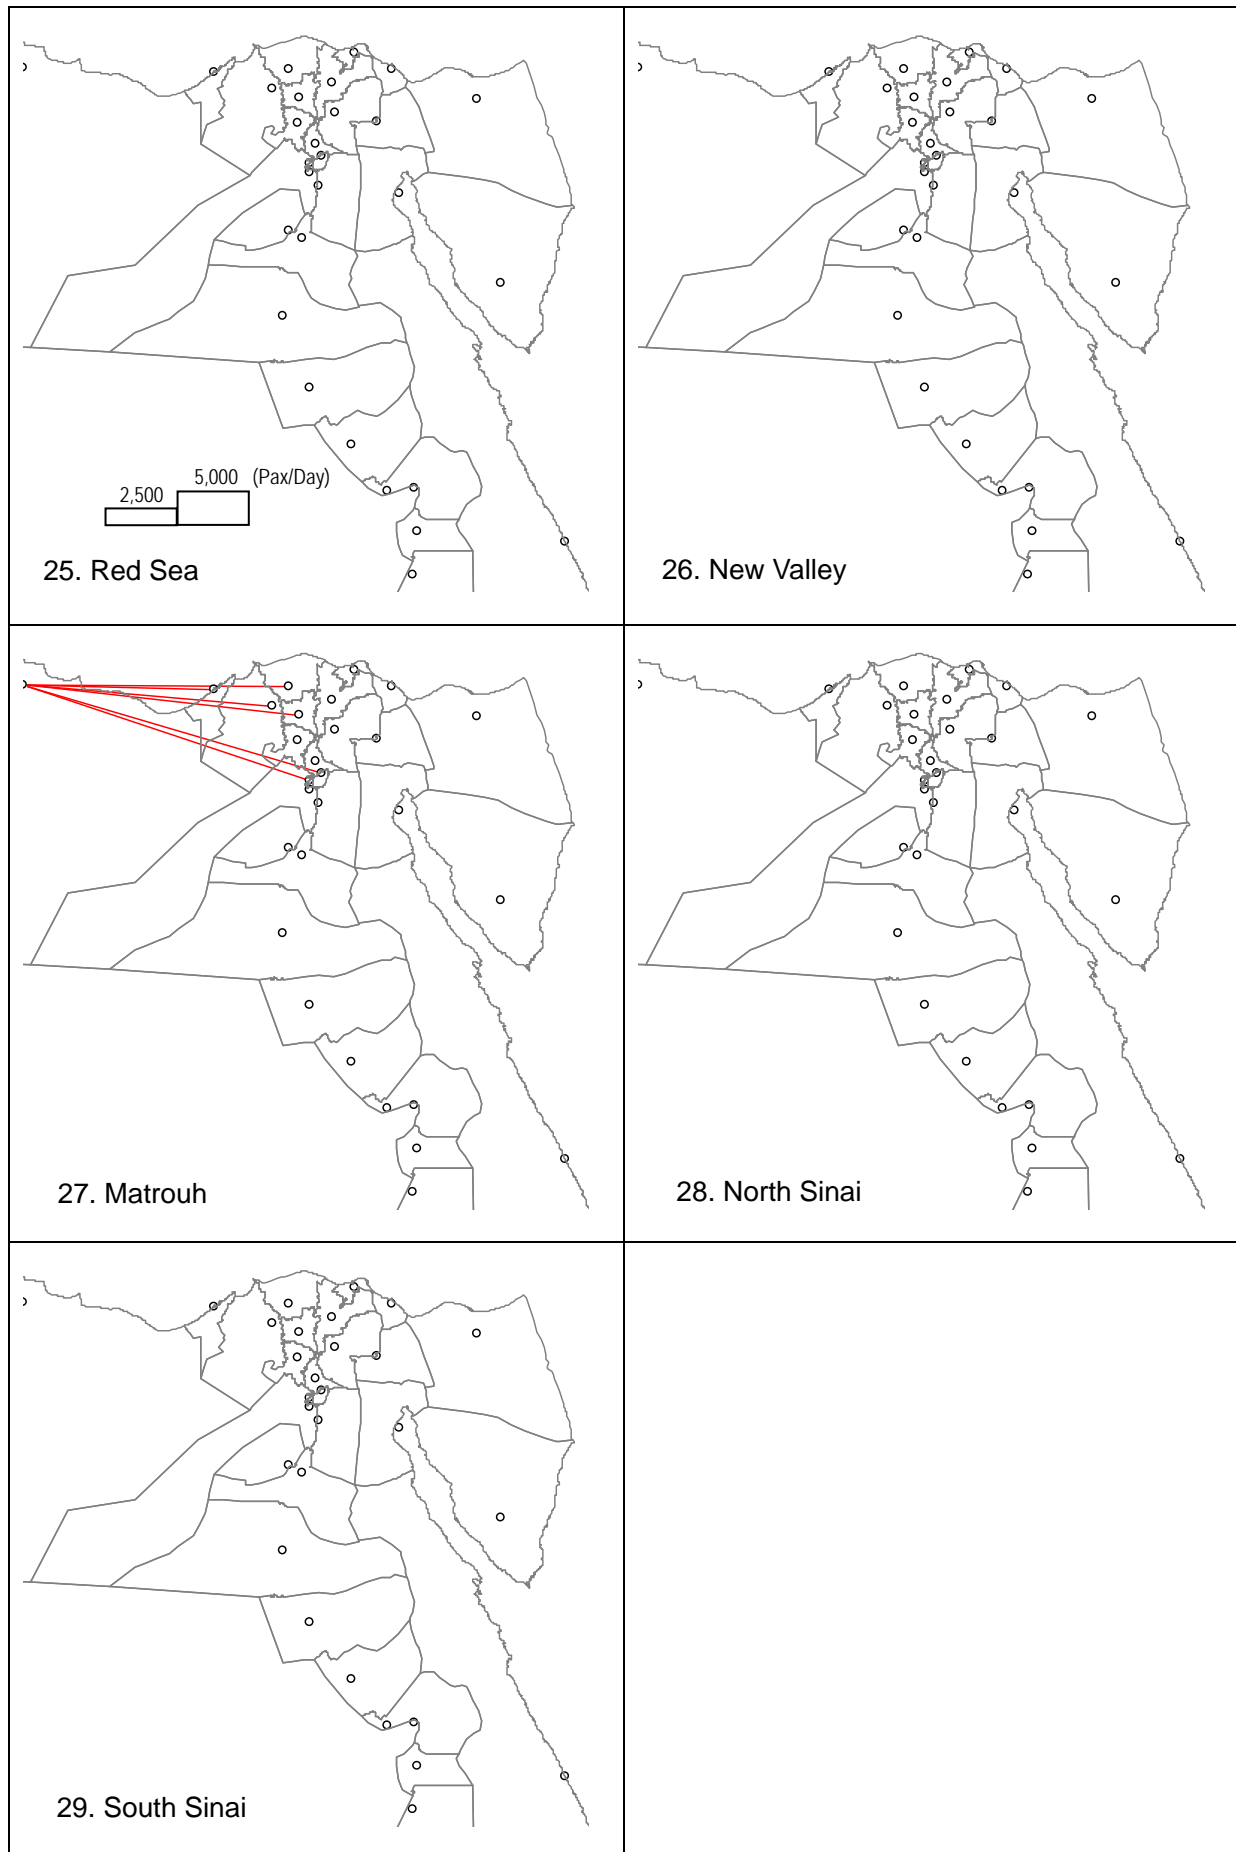 5,000 (Pax/Day)
2,500
25. Red Sea
26. New Valley
27. Matrouh
28. North Sinai
29. South Sinai